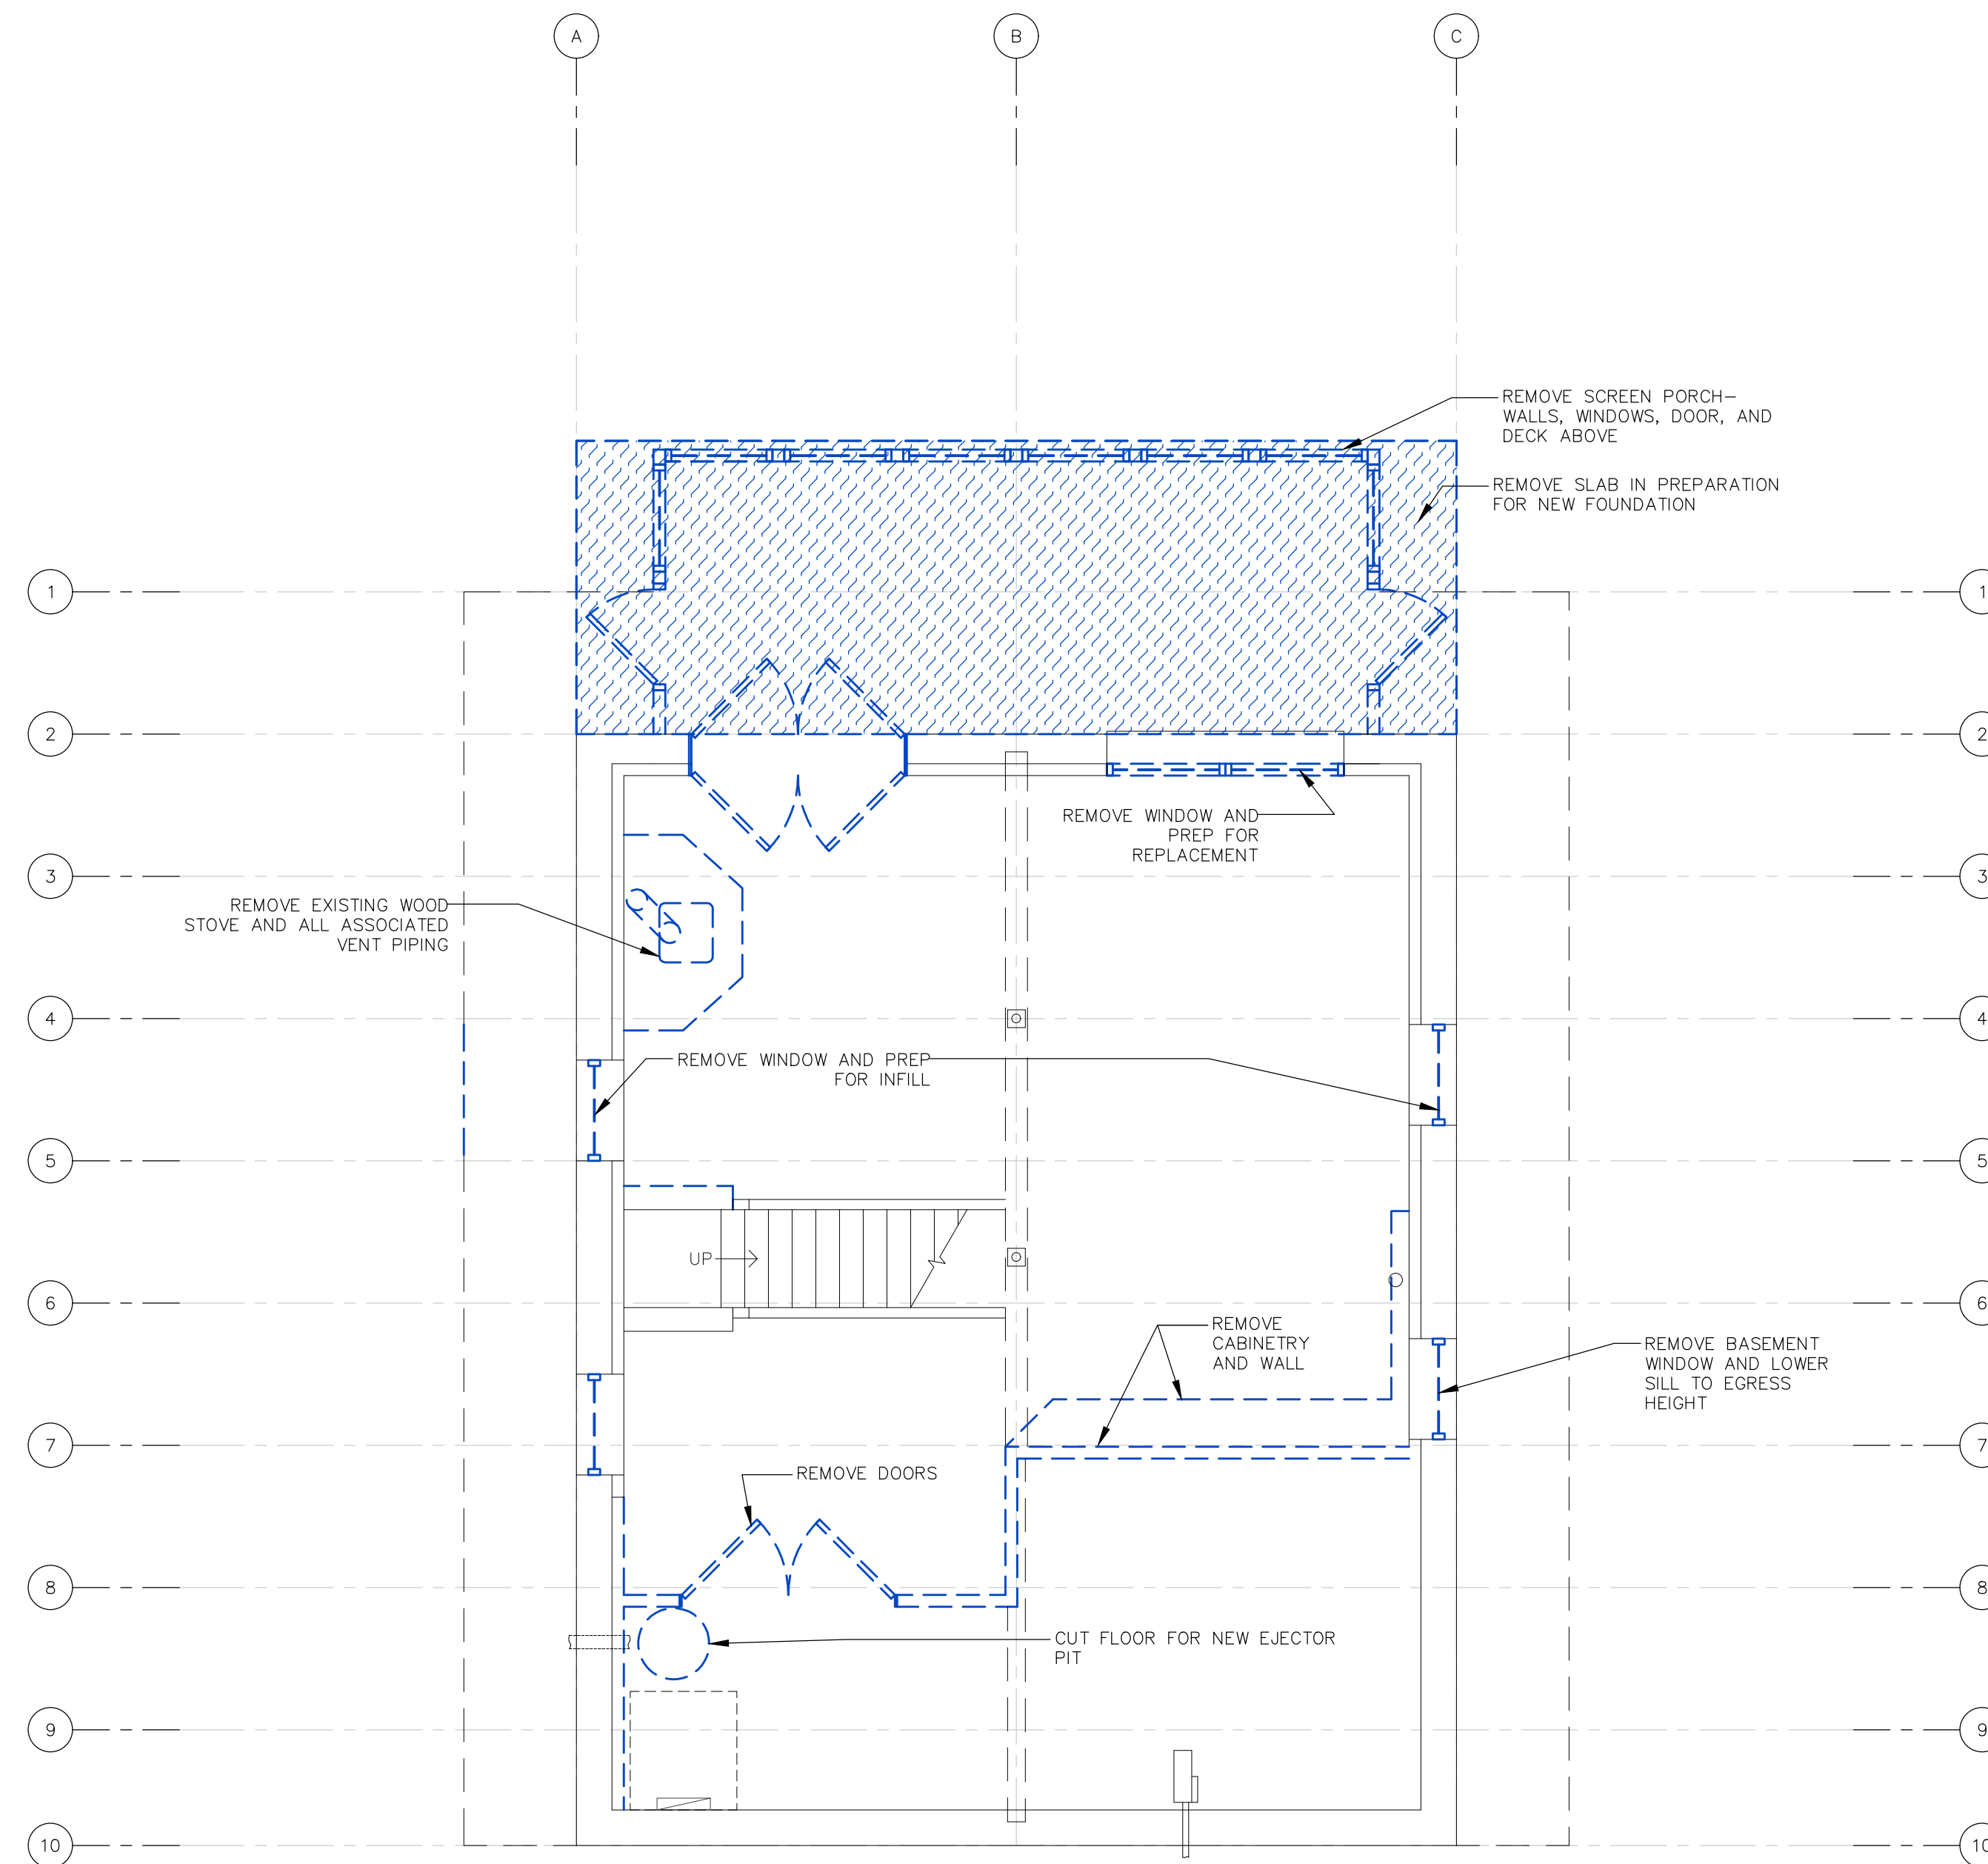 A
B
C
REMOVE SCREEN PORCH–
WALLS, WINDOWS, DOOR, AND
DECK ABOVE
REMOVE SLAB IN PREPARATION
FOR NEW FOUNDATION
1
1
2
2
REMOVE WINDOW AND
PREP FOR
REPLACEMENT
3
3
REMOVE EXISTING WOOD
STOVE AND ALL ASSOCIATED
VENT PIPING
4
4
REMOVE WINDOW AND PREP
FOR INFILL
5
5
UP
6
6
REMOVE
CABINETRY
AND WALL
REMOVE BASEMENT
WINDOW AND LOWER
SILL TO EGRESS
HEIGHT
7
7
REMOVE DOORS
8
8
CUT FLOOR FOR NEW EJECTOR
PIT
9
9
10
10